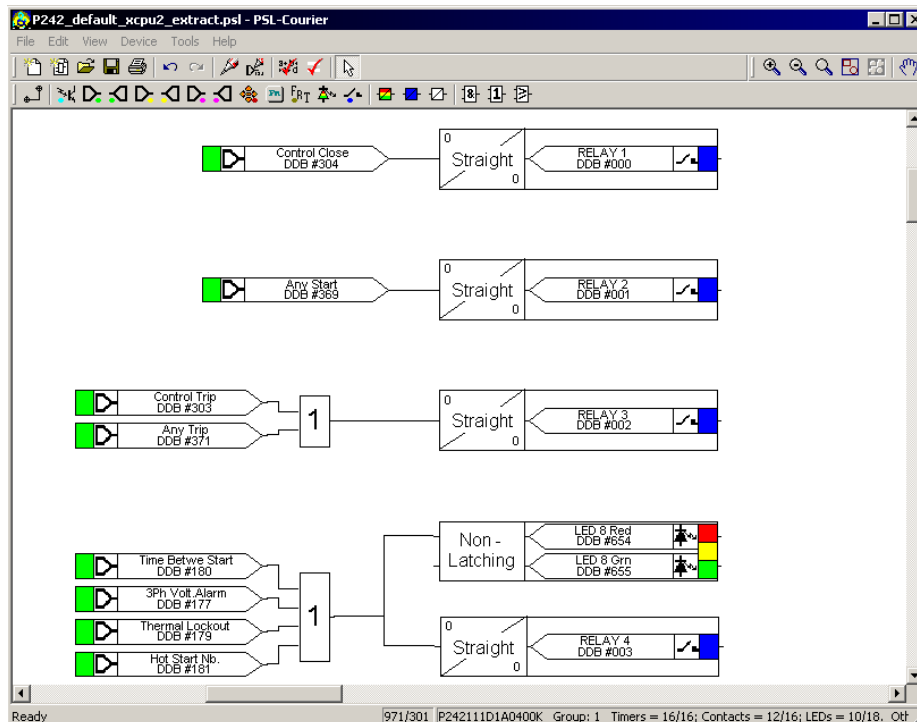 P242_default_xcpu2_extract.psl - PSL-Courier
File Edit View Device Tools Help
Control Close
DDB #304
0
Straight
0
RELAY 1
DDB #000
Any Start
DDB #369
0
Straight
0
RELAY 2
DDB #001
Control Trip
DDB #303
Any Trip
DDB #371
1
0
Straight
0
RELAY 3
DDB #002
Time Betwe Start
DDB #180
3Ph Volt.Alarm
DDB #177
Thermal Lockout
DDB #179
Hot Start Nb.
DDB #181
1
Non -
Latching
LED 8 Red
DDB #654
LED 8 Grn
DDB #655
0
Straight
0
RELAY 4
DDB #003
Ready
971/301 P242111D1A0400K Group: 1 Timers = 16/16; Contacts = 12/16; LEDs = 10/18. Oth